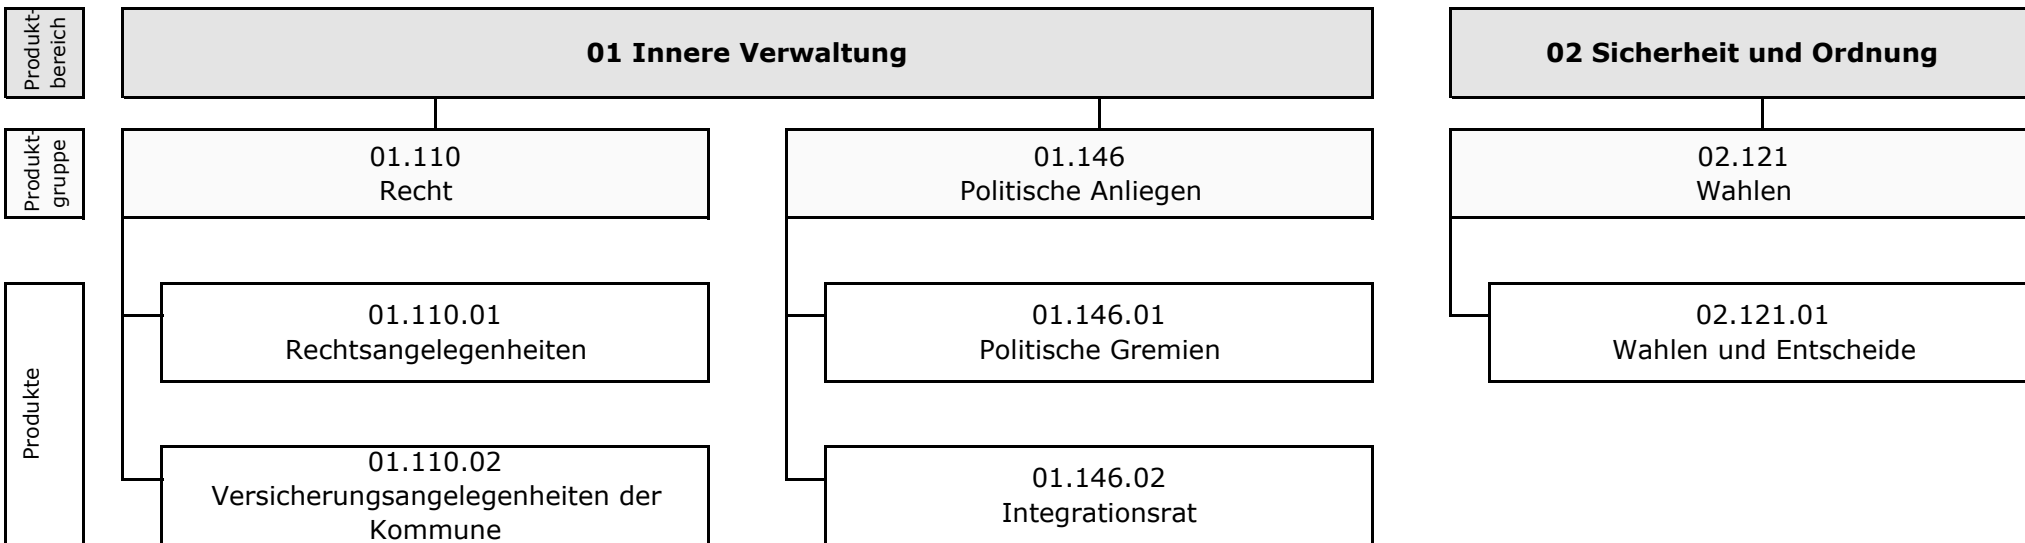 Produkt-
bereich
01 Innere Verwaltung
02 Sicherheit und Ordnung
Produkt-
gruppe
01.110
Recht
01.146
Politische Anliegen
02.121
Wahlen
Produkte
01.110.01
Rechtsangelegenheiten
01.146.01
Politische Gremien
02.121.01
Wahlen und Entscheide
01.110.02
Versicherungsangelegenheiten der
Kommune
01.146.02
Integrationsrat